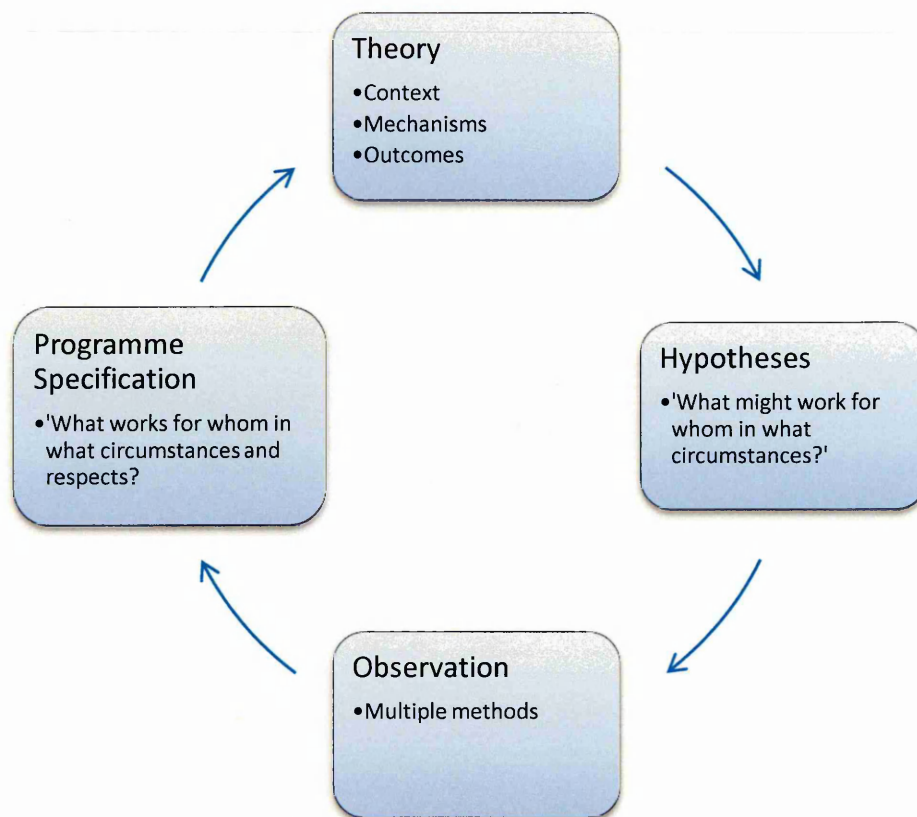 Theory
•Context
•Mechanisms
•Outcomes
Hypotheses
•'What might work for
whom in what
circumstances?'
Observation
•Multiple methods
Programme
Specification
•'What works for whom in
what circumstances and
respects?